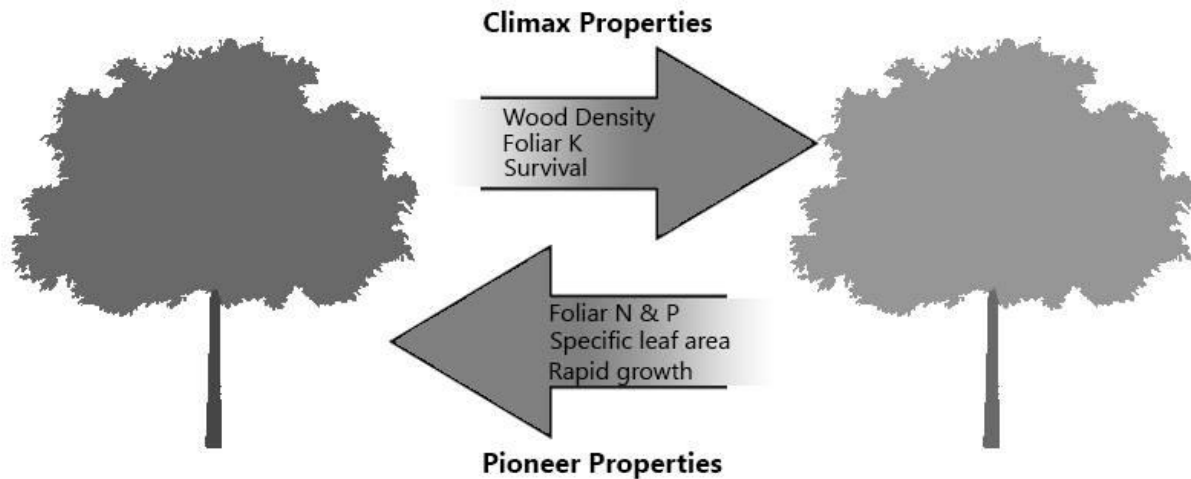 Climax Properties
Wood Density
Foliar K
Survival
Foliar N & P
Specific leaf area
Rapid growth
Pioneer Properties